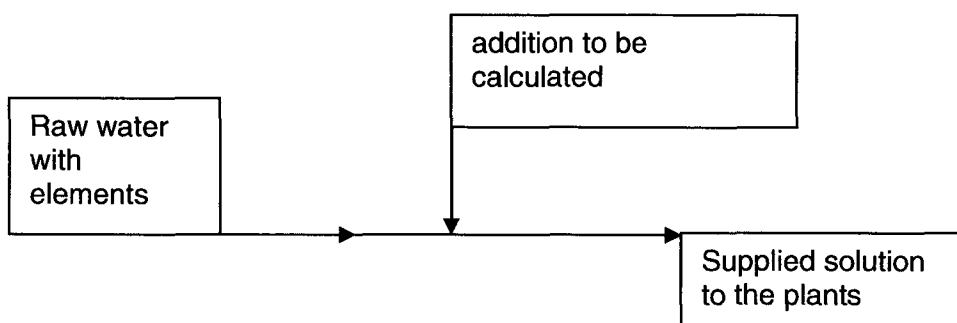 addition to be
calculated
Raw water
with
elements
Supplied solution
to the plants